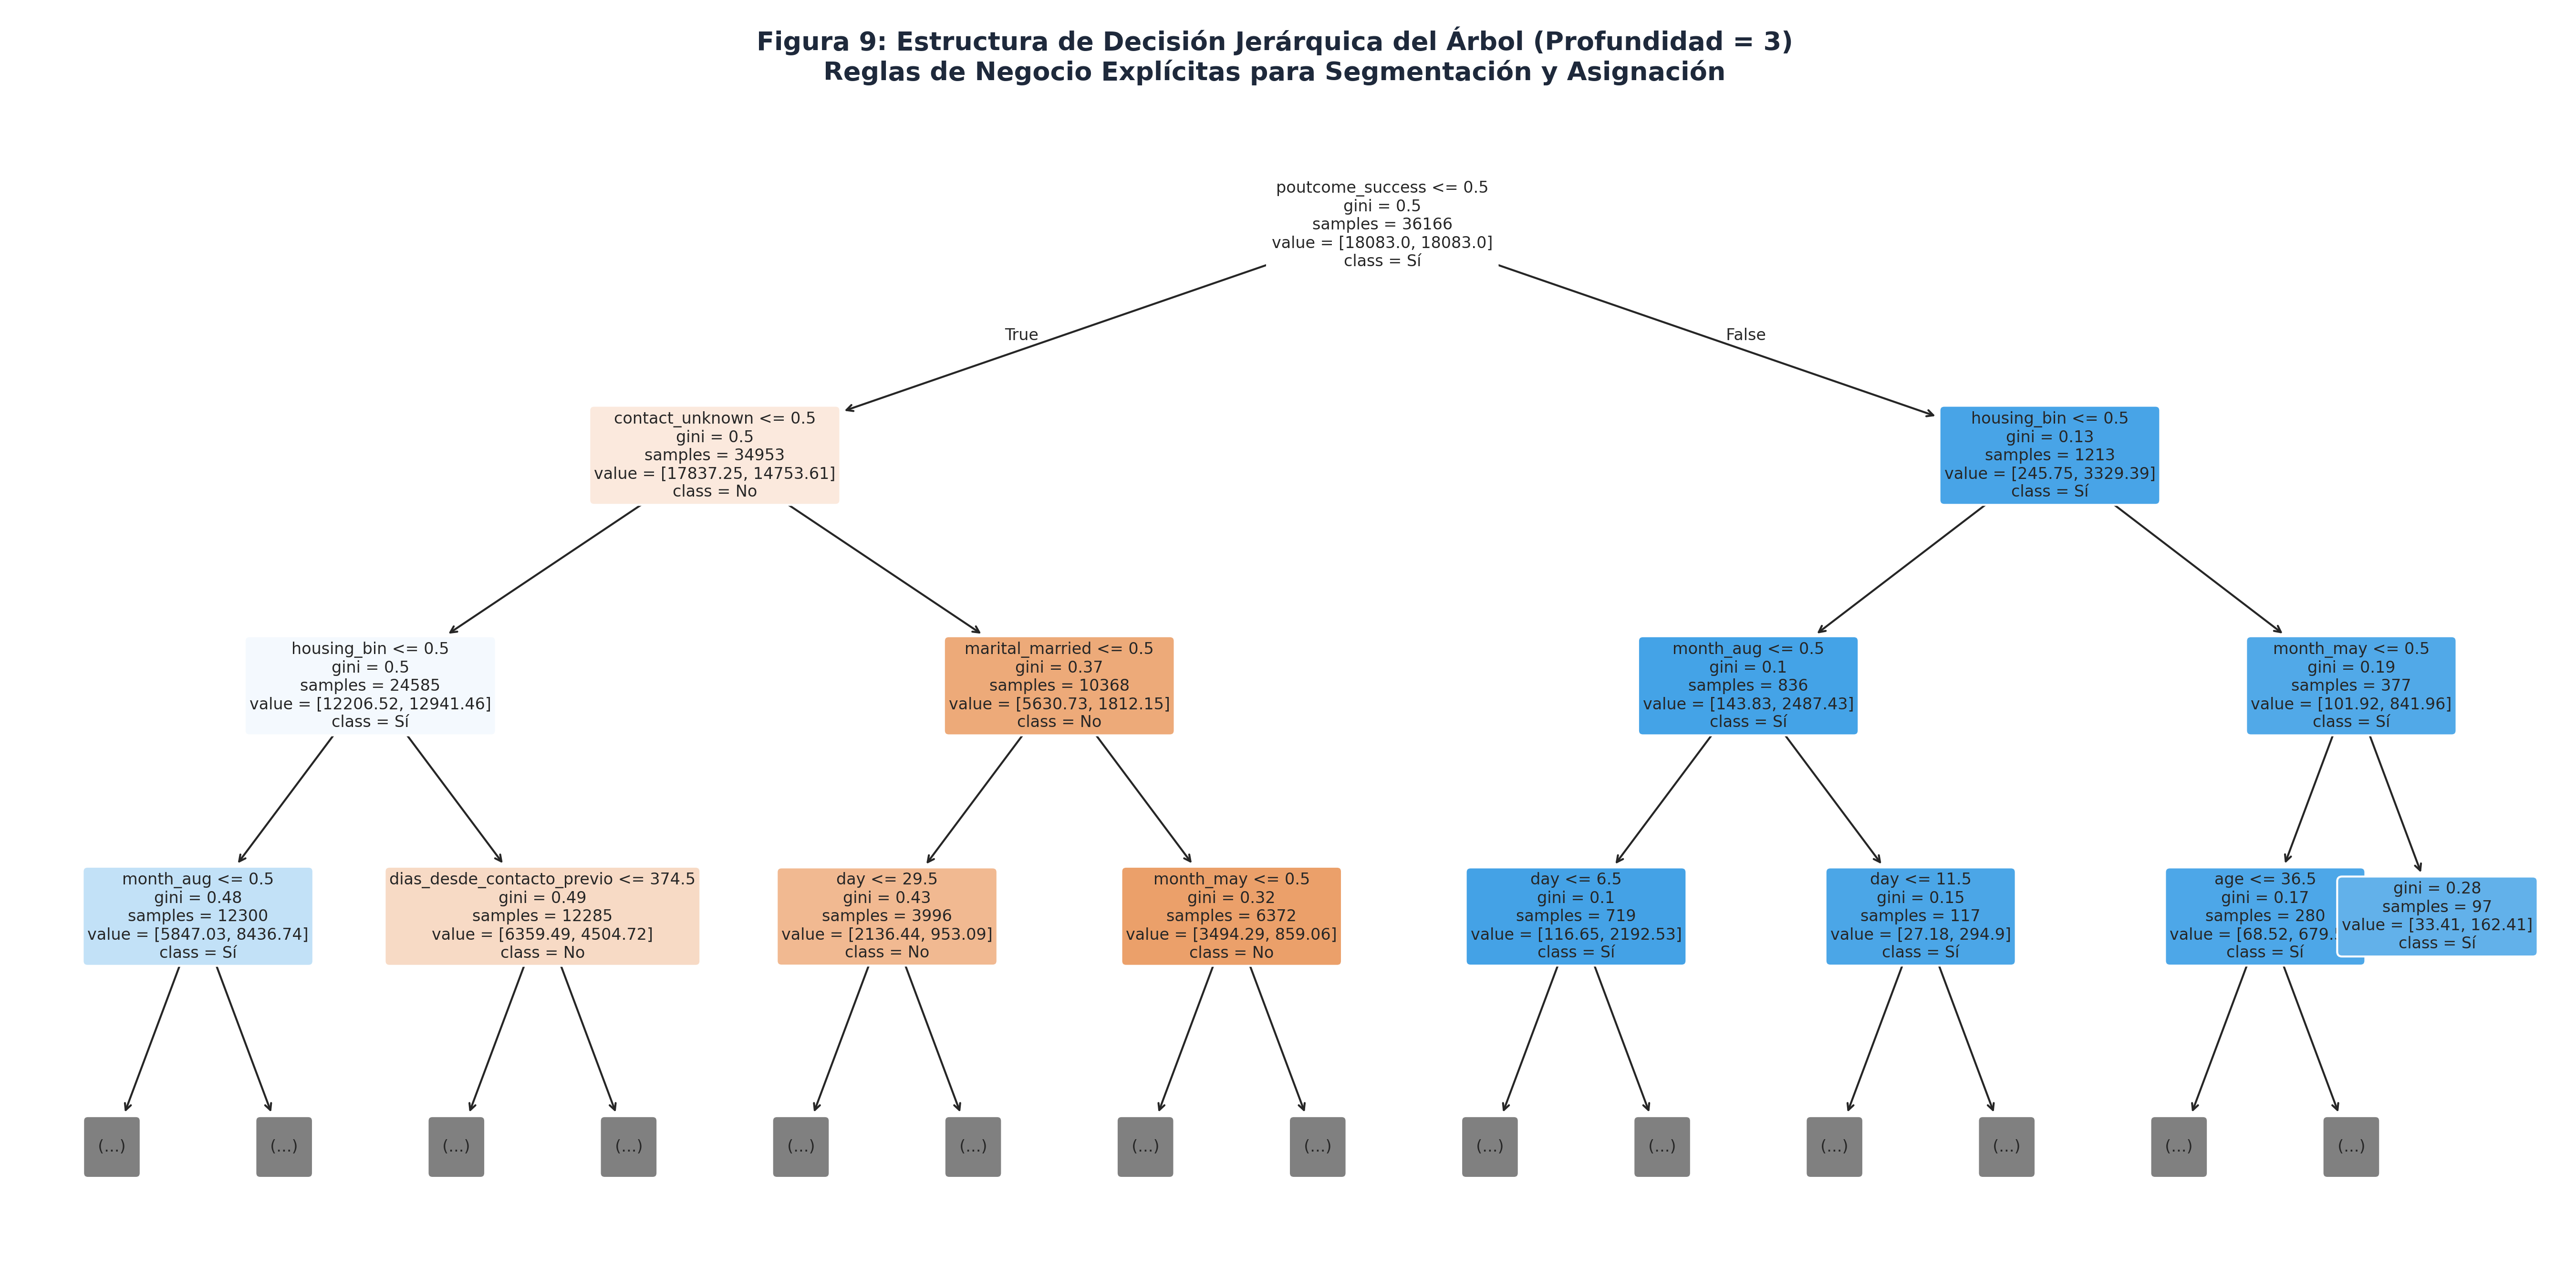 Figura 9: Estructura de Decisión Jerárquica del Árbol (Profundidad = 3)
Reglas de Negocio Explícitas para Segmentación y Asignación
poutcome_success <= 0.5
gini = 0.5
samples = 36166
value = [18083.0, 18083.0]
class = Sí
True
False
contact_unknown <= 0.5
gini = 0.5
samples = 34953
value = [17837.25, 14753.61]
class = No
housing_bin <= 0.5
gini = 0.13
samples = 1213
value = [245.75, 3329.39]
class = Sí
housing_bin <= 0.5
gini = 0.5
samples = 24585
value = [12206.52, 12941.46]
class = Sí
marital_married <= 0.5
gini = 0.37
samples = 10368
value = [5630.73, 1812.15]
class = No
month_aug <= 0.5
gini = 0.1
samples = 836
value = [143.83, 2487.43]
class = Sí
month_may <= 0.5
gini = 0.19
samples = 377
value = [101.92, 841.96]
class = Sí
month_aug <= 0.5
gini = 0.48
samples = 12300
value = [5847.03, 8436.74]
class = Sí
dias_desde_contacto_previo <= 374.5
gini = 0.49
samples = 12285
value = [6359.49, 4504.72]
class = No
day <= 29.5
gini = 0.43
samples = 3996
value = [2136.44, 953.09]
class = No
month_may <= 0.5
gini = 0.32
samples = 6372
value = [3494.29, 859.06]
class = No
day <= 6.5
gini = 0.1
samples = 719
value = [116.65, 2192.53]
class = Sí
day <= 11.5
gini = 0.15
samples = 117
value = [27.18, 294.9]
class = Sí
age <= 36.5
gini = 0.17
samples = 280
value = [68.52,
class = Sí
gini = 0.28
samples = 97
value = [33.41, 162.41]
class = Sí
(...)
(...)
(...)
(...)
(...)
(...)
(...)
(...)
(...)
(...)
(...)
(...)
(...)
(...)